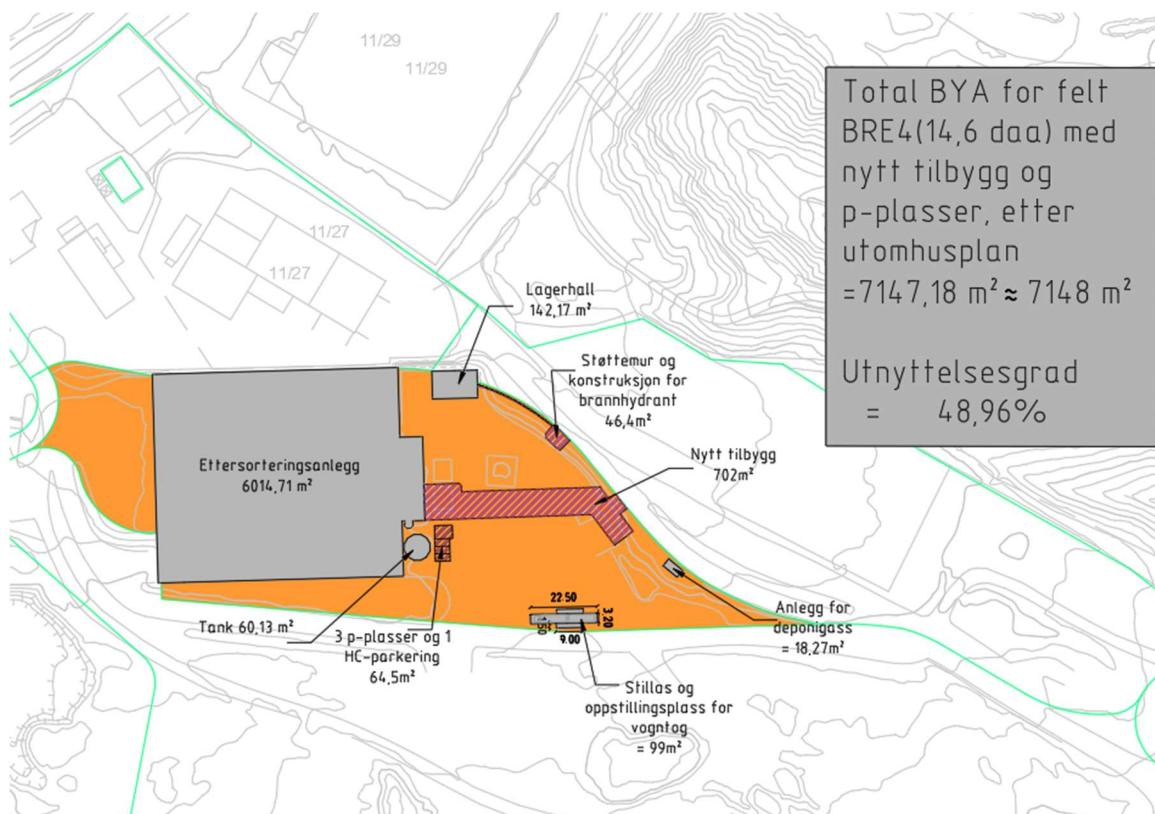 11/29
11/29
Total BYA for felt
BRE4(14,6 daa) med
nytt tilbygg og
p-plasser, etter
utomhusplan
=7147,18 m² ≈ 7148 m²
Utnyttelsesgrad
= 48,96%
11/27
11/27
Lagerhall
142,17 m²
Støttemur og
konstruksjon for
brannhydrant
46,4m²
Nytt tilbygg
702m²
Ettersorteringsanlegg
6014,71 m²
22.50
3.20
1.50
9.00
Anlegg for
deponigass
= 18,27m²
Tank 60,13 m²
3 p-plasser og 1
HC-parkering
64,5m²
Stillas og
oppstillingsplass for
vogntog
= 99m²